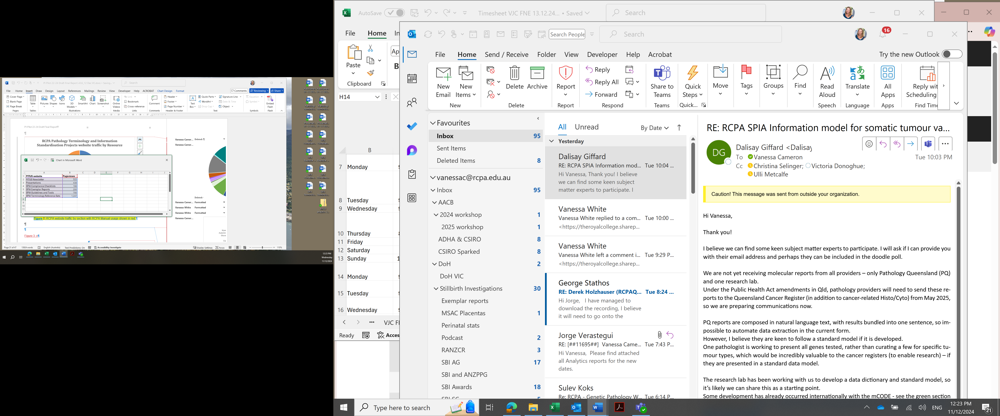 PI Pilot 22-24 Draft Final Report v0.6_12 Dec VC.docx - Saving...
Search
File Home Insert Draw Design Layout References Mailings Review View Developer Help ACROBAT Chart Design Format
Comments Reviewing Share
Cover Page
Blank Page
Page Break
Pages
Table
Tables
Pictures Shapes Icons 3D Models SmartArt Chart Screenshot
Illustrations
Online Videos
Media
Link
Bookmark
Cross-reference
Links
Comment
Comments
Header
Footer
Page Number
Header & Footer
Text Box
Quick Parts
WordArt
Drop Cap
Signature Line
Date & Time
Object
Text
Equation
Symbol
Symbols
Embed Flash
Flash
PI Pilot 22-24 Draft Final Report
RCPA Pathology Terminology and Information
Standardisation Projects website traffic by Resource
Vanessa Camer... Deleted: ¶
Vanessa Camer...
Chart in Microsoft Word
A B C D E F G H I J
1 PITUS website Pageviews
2 PITUS Newsletter 522
3 Presentations 438
4 SPIA Compliance Checklists 198
5 SPIA Exemplar Reports 206
6 SPIA Guidelines and Tools 790
7 SPIA Terminology Reference Sets 1,247
8
9
10
11
Deleted:
Vanessa Camer... Formatted
Vanessa White Formatted
Vanessa White Formatted
Vanessa Camer...
Figure 2: RCPA website traffic by section with RCPA Manual usage shown in red.¶
Figure 3: x¶
Page 31 of 47 13924 words English (Australia) Text Predictions: On Accessibility: Investigate Display Settings Focus 110%
12:23 PM
Wednesday
11/12/2024
AutoSave
Timesheet VJC FNE 13.12.24... • Saved
Search
File Home In
Paste
Clipboard
Ap
B
H14
B
7 Monday
8 Tuesday
9 Wednesday
10 Thursday
11 Friday
12 Saturday
13 Sunday 1
14 Monday
15 Tuesday
16 Wednesday
VJC F
Ready
Acces
Search People
Search
16
File Home Send / Receive Folder View Developer Help Acrobat
Try the new Outlook
New Email
New Items
New
Delete
Archive
Delete
Report
Report
Reply
Reply All
Forward
Respond
Share to Teams
Teams
Quick Steps
Quick...
Move
Tags
Groups
Find
Read Aloud
Speech
Translate
Language
All Apps
Apps
Reply wit
Scheduling
Find Time
Favourites
Inbox 95
Sent Items
Deleted Items 8
vanessac@rcpa.edu.au
Inbox 95
AACB
2024 workshop 1
2025 workshop 1
ADHA & CSIRO 8
CSIRO Sparked 8
DoH 2
DoH VIC
Stillbirth Investigations 30
Exemplar reports
MSAC Placentas 1
Perinatal stats
Podcast 2
RANZCR 3
SBI AG 17
SBI and ANZPPG
SBI Awards 18
All Unread By Date
Yesterday
Dalisay Giffard
RE: RCPA SPIA Information mod... Tue 10:04 ...
Hi Vanessa, Thank you! I believe
we can find some keen subject
matter experts to participate. I
Vanessa White
Vanessa White replied to a com... Tue 10:00 ...
<https://theroyalcollege.sharep...
Vanessa White
Vanessa White left a comment i... Tue 9:29 P...
<https://theroyalcollege.sharep...
George Stathos
RE: Derek Holzhauser (RCPAQ... Tue 8:24 ...
Hi Jorge, I have managed to
download the recording, I believe
it will need to go onto the
Jorge Verastegui
RE: [##11695##] Vanessa Came... Tue 7:43 P...
Hi Vanessa, Please find attached
all Analytics reports for the new
dates.
Sulev Koks
Re: RCPA - Genetic Pathology W... Tue 6:14 P...
RE: RCPA SPIA Information model for somatic tumour va...
DG
Dalisay Giffard <Dalisay
To Vanessa Cameron
Tue 10:03 PM
Cc Christina Selinger; Victoria Donoghue;
Ulli Metcalfe
Caution! This message was sent from outside your organization.
Hi Vanessa,
Thank you!
I believe we can find some keen subject matter experts to participate. I will ask if I can provide you
with their email address and perhaps they can be included in the doodle poll.
We are not yet receiving molecular reports from all providers – only Pathology Queensland (PQ)
and one research lab.
Under the Public Health Act amendments in Qld, pathology providers will need to send these re-
ports to the Queensland Cancer Register (in addition to cancer-related Histo/Cyto) from May 2025,
so we are preparing communications now.
PQ reports are composed in natural language text, with results bundled into one sentence, so im-
possible to automate data extraction in the current form.
However, I believe they are keen to follow a standard model if it is developed.
One pathologist is working to present all genes tested, rather than curating a few for specific tu-
mour types, which would be incredibly valuable to the cancer registers (to enable research) – if
they are presented in a standard data model.
The research lab has been working with us to develop a data dictionary and standard model, so
it's likely we can share this as a starting point.
Some development has already occurred internationally with the mCODE - see the green section
Type here to search
ENG
12:23 PM
11/12/2024
21